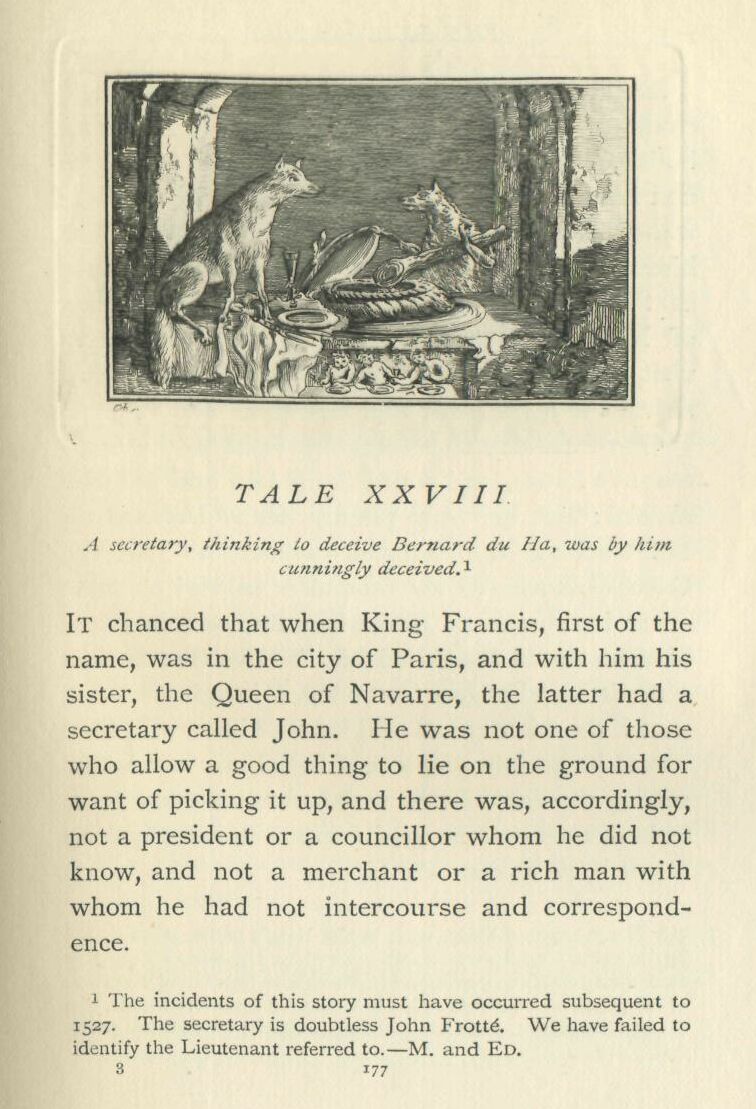 TALE XXVIII.
A secretary, thinking to deceive Bernard du Ha, was by him
cunningly deceived.¹
IT chanced that when King Francis, first of the
name, was in the city of Paris, and with him his
sister, the Queen of Navarre, the latter had a
secretary called John. He was not one of those
who allow a good thing to lie on the ground for
want of picking it up, and there was, accordingly,
not a president or a councillor whom he did not
know, and not a merchant or a rich man with
whom he had not intercourse and correspond-
ence.
¹ The incidents of this story must have occurred subsequent to
1527. The secretary is doubtless John Frotté. We have failed to
identify the Lieutenant referred to.—M. and ED.
3 177